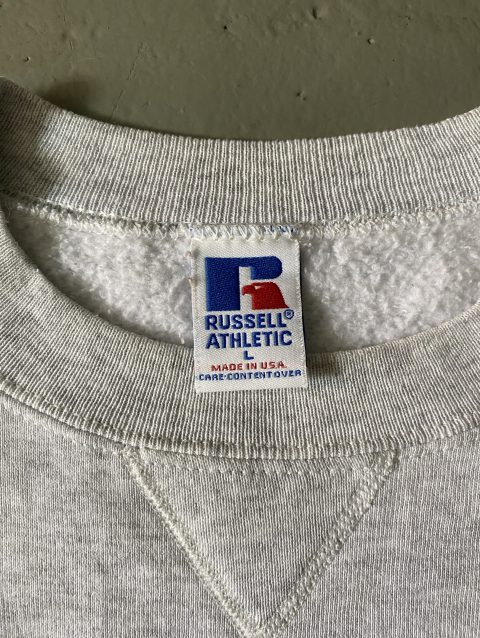 R
RUSSELL®
ATHLETIC
L
MADE IN U.S.A.
CARE-CONTENT OVER